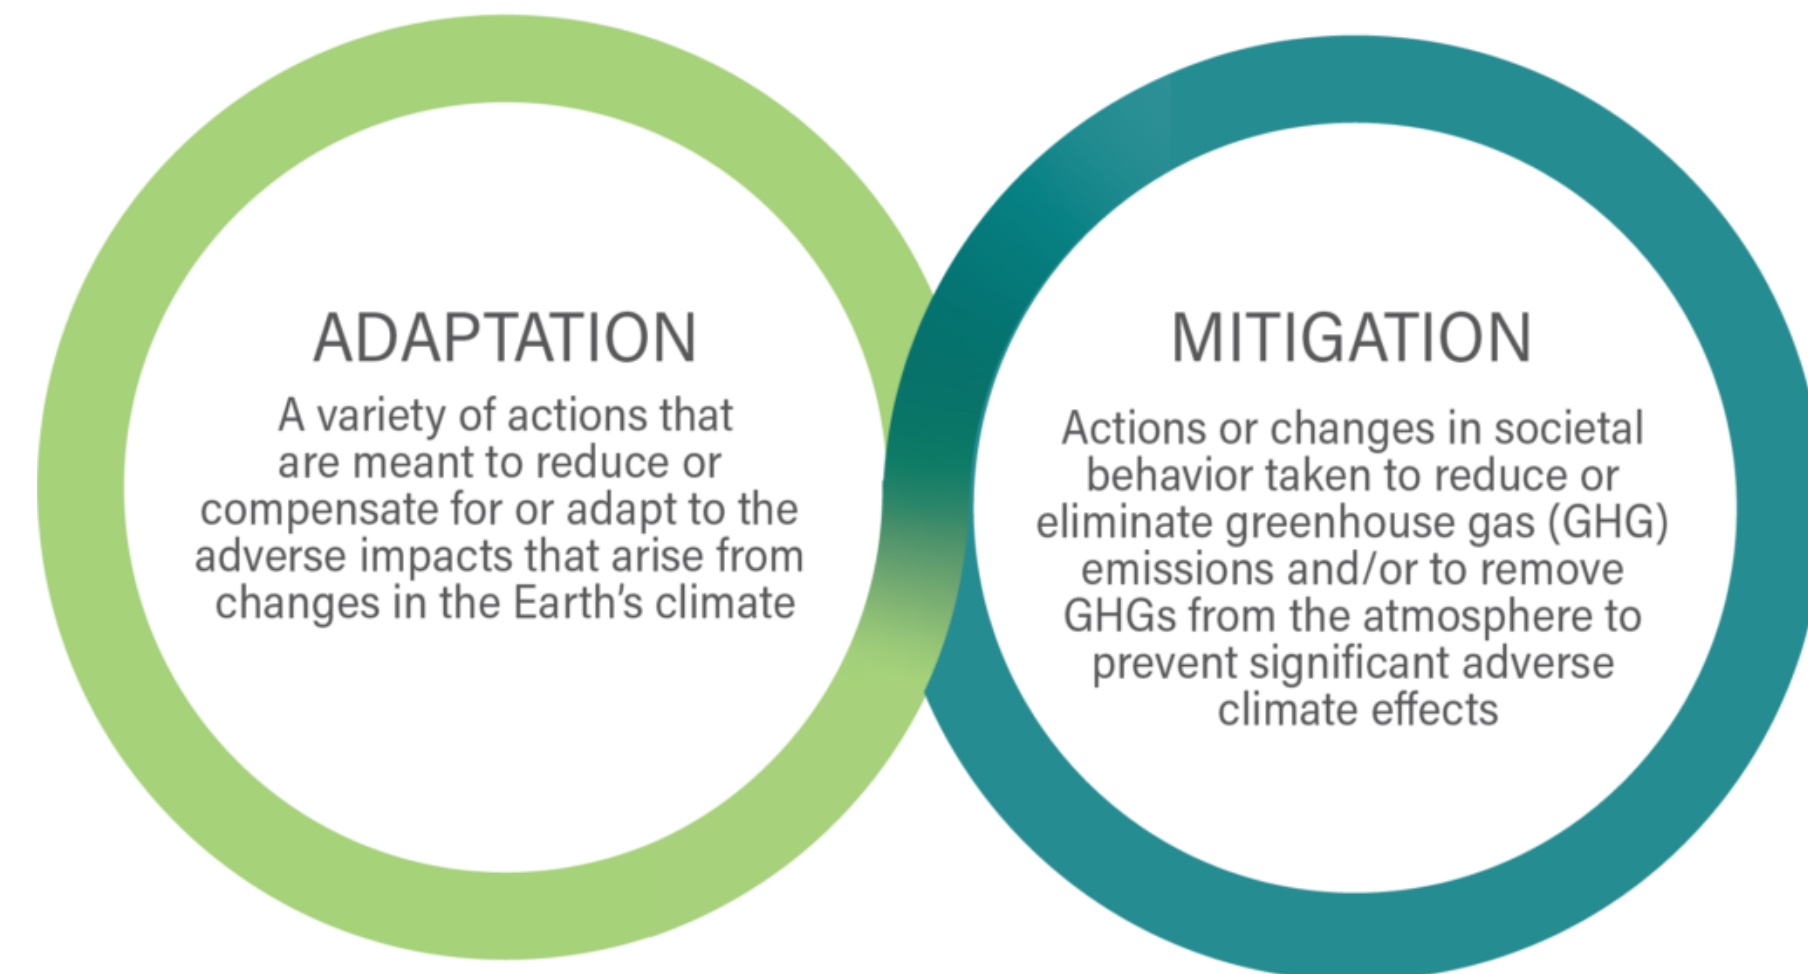 ADAPTATION
A variety of actions that
are meant to reduce or
compensate for or adapt to the
adverse impacts that arise from
changes in the Earth’s climate
MITIGATION
Actions or changes in societal
behavior taken to reduce or
eliminate greenhouse gas (GHG)
emissions and/or to remove
GHGs from the atmosphere to
prevent significant adverse
climate effects